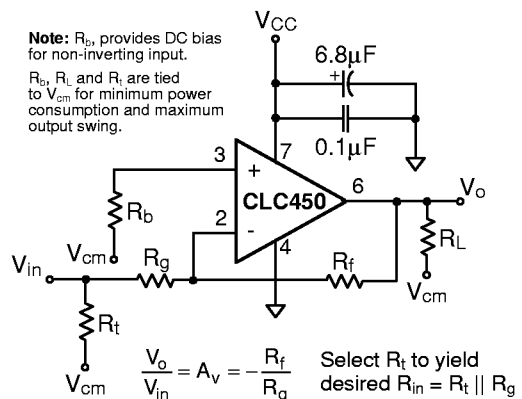 Note: Rb, provides DC bias
for non-inverting input.
Rb, RL and Rt are tied
to Vcm for minimum power
consumption and maximum
output swing.
VCC
6.8µF
+
0.1µF
7
3
+
CLC450
6
Vo
Rb
2
-
4
RL
Vcm
Vin
Rg
Rf
Vcm
Rt
Vcm
Vo/Vin = Av = - Rf/Rg
Select Rt to yield
desired Rin = Rt || Rg